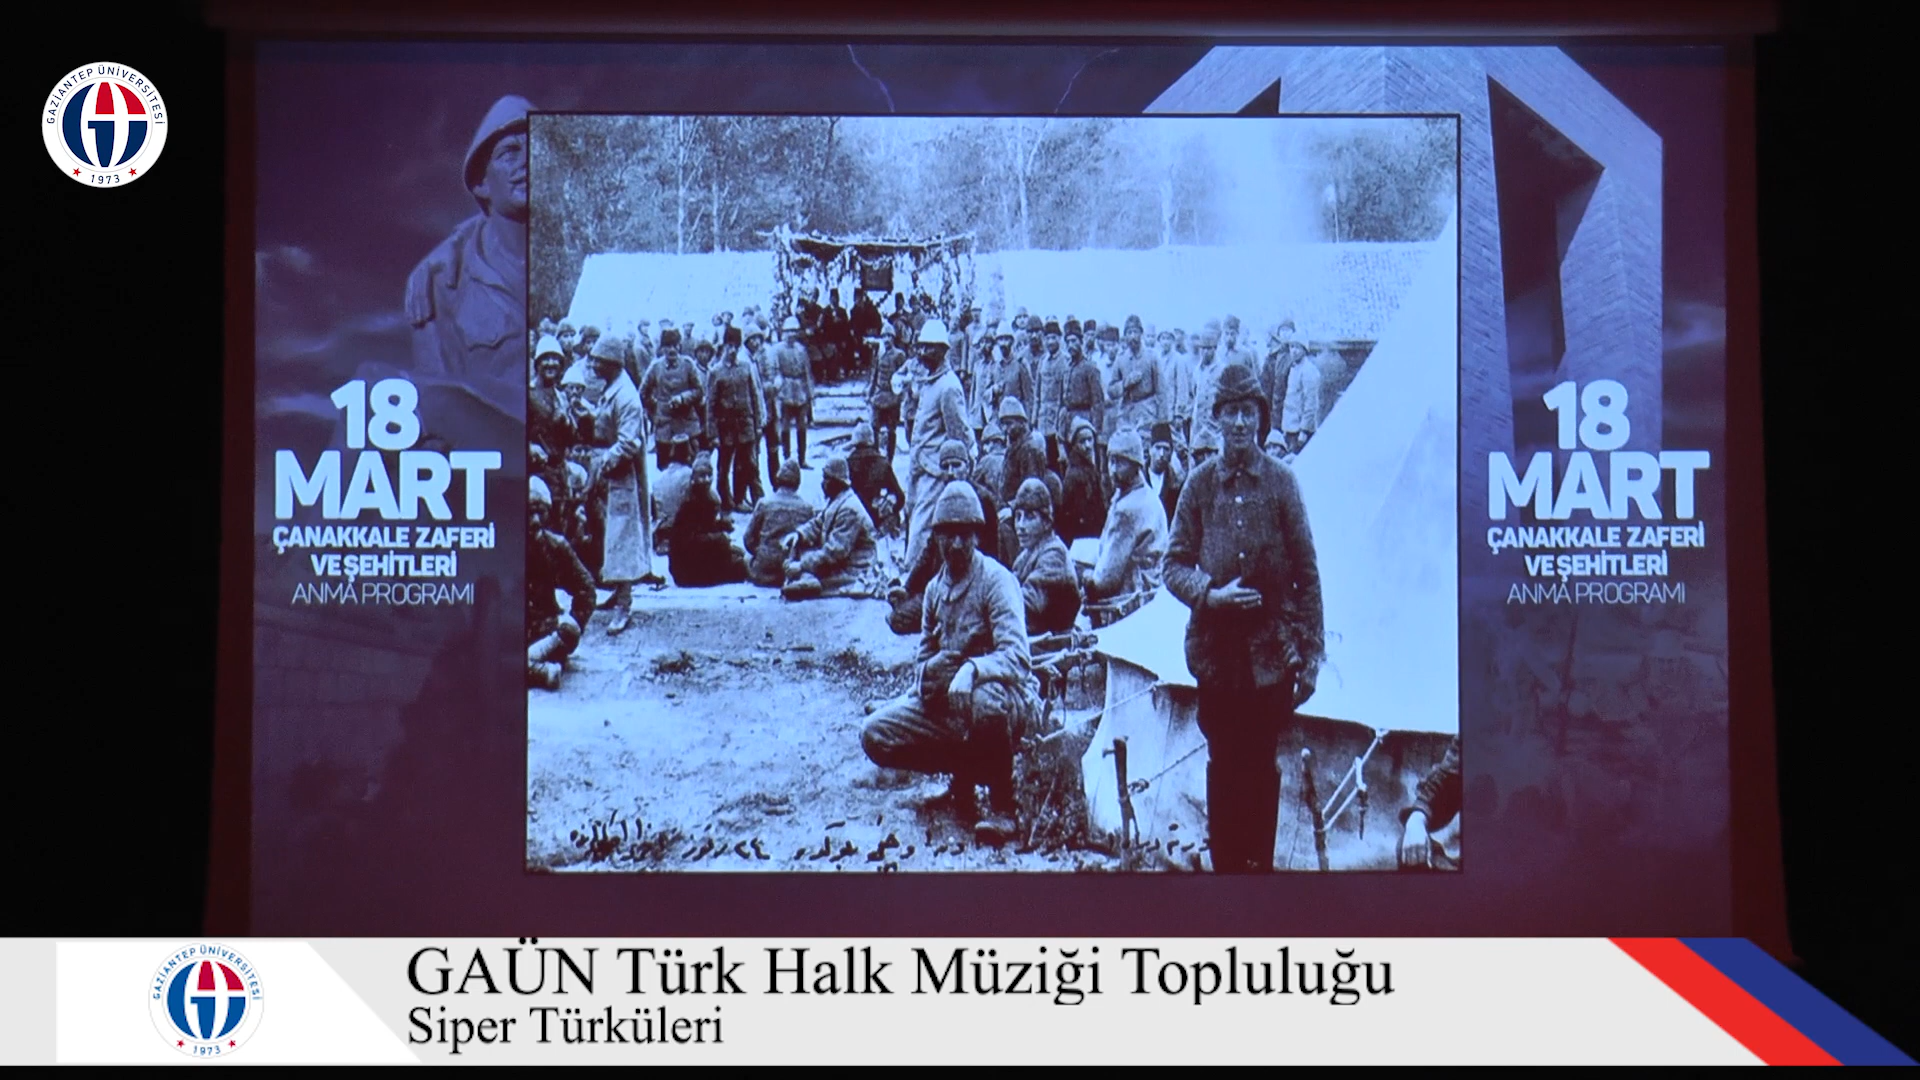 GAZİANTEP ÜNİVERSİTESİ
1973
18
MART
ÇANAKKALE ZAFERİ
VE ŞEHİTLERİ
ANMA PROGRAMI
18
MART
ÇANAKKALE ZAFERİ
VE ŞEHİTLERİ
ANMA PROGRAMI
GAZİANTEP ÜNİVERSİTESİ
1973
GAÜN Türk Halk Müziği Topluluğu
Siper Türküleri